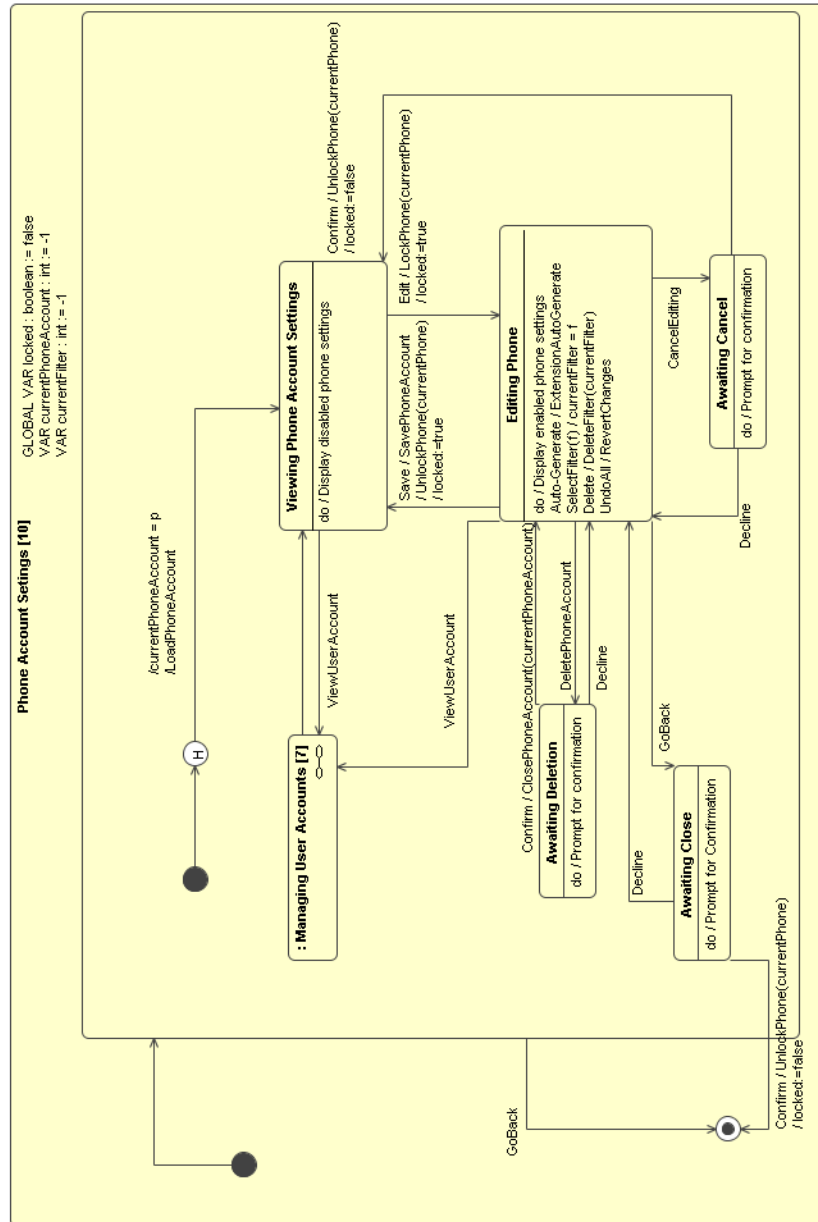 Phone Account Setings [10]
GLOBAL VAR locked : boolean := false
VAR currentPhoneAccount : int := -1
VAR currentFilter : int := -1
H
/currentPhoneAccount = p
/LoadPhoneAccount
: Managing User Accounts [7]
ViewUserAccount
Viewing Phone Account Settings
do / Display disabled phone settings
Confirm / UnlockPhone(currentPhone)
/ locked:=false
Save / SavePhoneAccount
/ UnlockPhone(currentPhone)
/ locked:=true
Edit / LockPhone(currentPhone)
/ locked:=true
ViewUserAccount
Editing Phone
do / Display enabled phone settings
Auto-Generate / ExtensionAutoGenerate
SelectFilter(f) / currentFilter = f
Delete / DeleteFilter(currentFilter)
UndoAll / RevertChanges
Confirm / ClosePhoneAccount(currentPhoneAccount)
Awaiting Deletion
do / Prompt for confirmation
DeletePhoneAccount
Decline
GoBack
CancelEditing
Awaiting Close
do / Prompt for Confirmation
Decline
Awaiting Cancel
do / Prompt for confirmation
Decline
GoBack
Confirm / UnlockPhone(currentPhone)
/ locked:=false